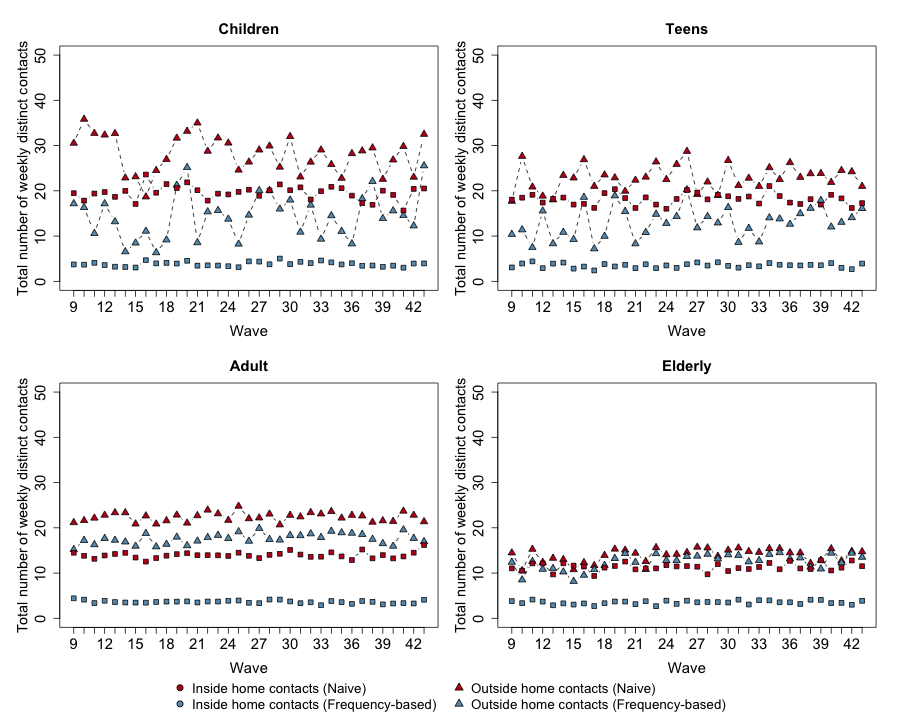 Children
Total number of weekly distinct contacts
0 10 20 30 40 50
9 12 15 18 21 24 27 30 33 36 39 42
Wave
Teens
Total number of weekly distinct contacts
0 10 20 30 40 50
9 12 15 18 21 24 27 30 33 36 39 42
Wave
Adult
Total number of weekly distinct contacts
0 10 20 30 40 50
9 12 15 18 21 24 27 30 33 36 39 42
Wave
Elderly
Total number of weekly distinct contacts
0 10 20 30 40 50
9 12 15 18 21 24 27 30 33 36 39 42
Wave
Inside home contacts (Naive)
Inside home contacts (Frequency-based)
Outside home contacts (Naive)
Outside home contacts (Frequency-based)